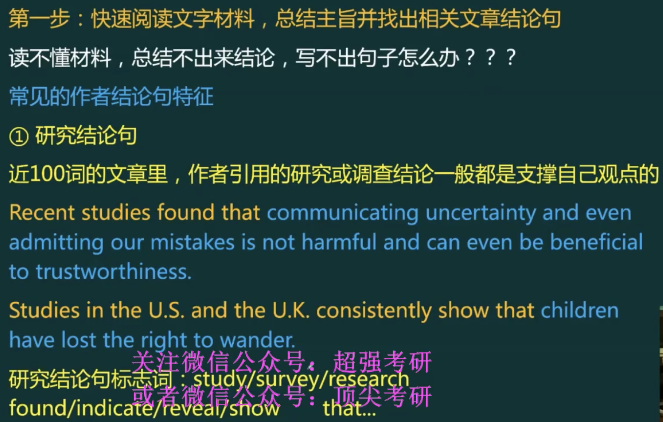 第一步：快速阅读文字材料，总结主旨并找出相关文章结论句
读不懂材料，总结不出来结论，写不出句子怎么办？？？
常见的作者结论句特征
① 研究结论句
近100词的文章里，作者引用的研究或调查结论一般都是支撑自己观点的
Recent studies found that communicating uncertainty and even
admitting our mistakes is not harmful and can even be beneficial
to trustworthiness.
Studies in the U.S. and the U.K. consistently show that children
have lost the right to wander.
关注微信公众号：超强考研
研究结论句标志词：study/survey/research
或者微信公众号：顶尖考研
found/indicate/reveal/show that...